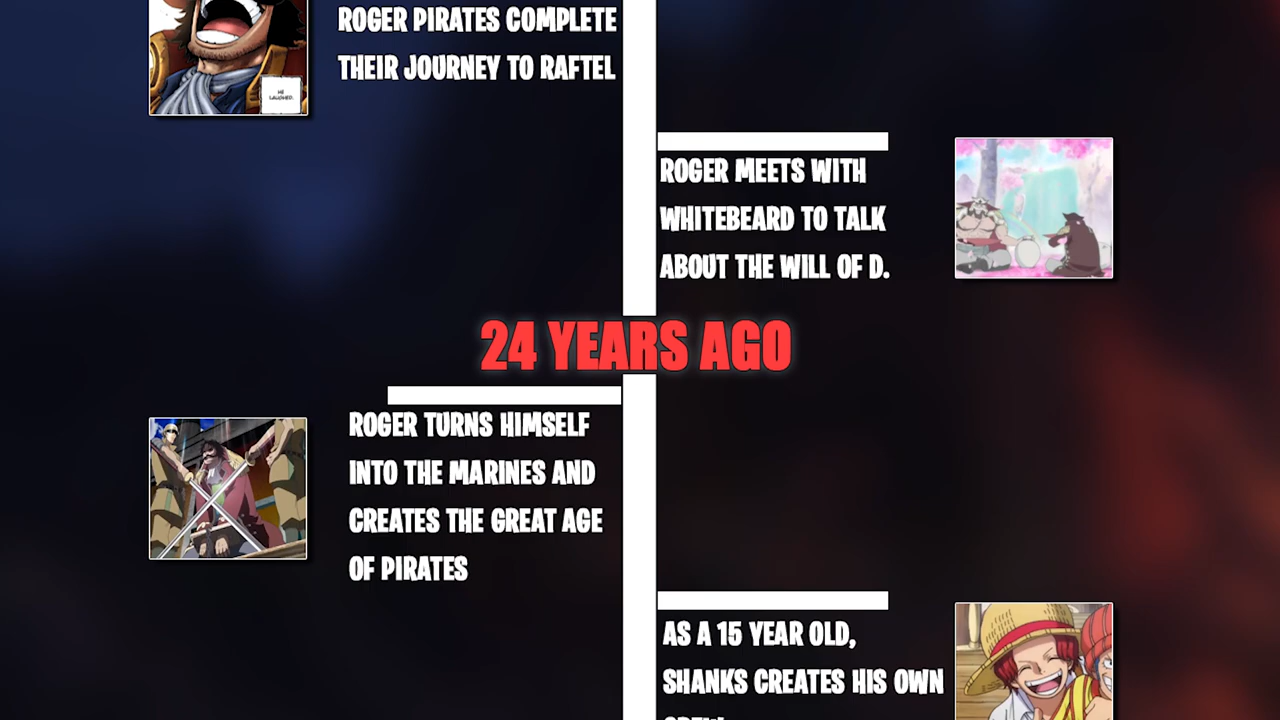 ROGER PIRATES COMPLETE
THEIR JOURNEY TO RAFTEL
HE
LAUGHED.
ROGER MEETS WITH
WHITEBEARD TO TALK
ABOUT THE WILL OF D.
24 YEARS AGO
ROGER TURNS HIMSELF
INTO THE MARINES AND
CREATES THE GREAT AGE
OF PIRATES
AS A 15 YEAR OLD,
SHANKS CREATES HIS OWN